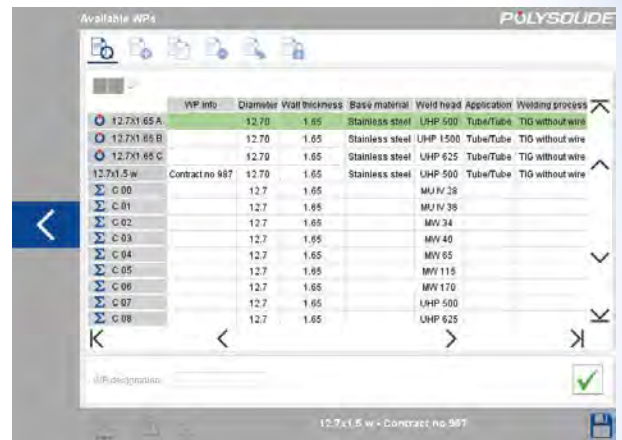 Available WPs
POLYSOUDE
WP info Diameter Wall thickness Base material Weld head Application Welding process
12.7X1.65 A 12.70 1.65 Stainless steel UHP 500 Tube/Tube TIG without wire
12.7X1.65 B 12.70 1.65 Stainless steel UHP 1500 Tube/Tube TIG without wire
12.7X1.65 C 12.70 1.65 Stainless steel UHP 625 Tube/Tube TIG without wire
12.7x1.5 w Contract no 987 12.70 1.65 Stainless steel UHP 500 Tube/Tube TIG without wire
Σ C 00 12.7 1.65 MU IV 28
Σ C 01 12.7 1.65 MU IV 38
Σ C 02 12.7 1.65 MW 34
Σ C 03 12.7 1.65 MW 40
Σ C 04 12.7 1.65 MW 65
Σ C 05 12.7 1.65 MW 115
Σ C 06 12.7 1.65 MW 170
Σ C 07 12.7 1.65 UHP 500
Σ C 08 12.7 1.65 UHP 625
WP designation
12.7x1.5 w - Contract no 987